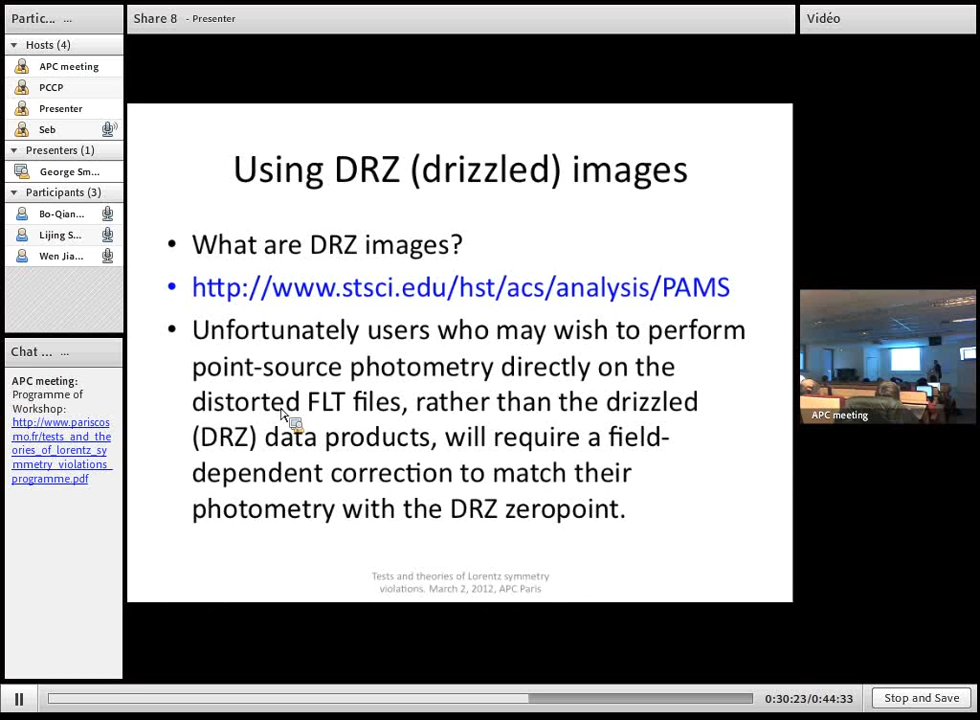 Partic... ...
Share 8 - Presenter
Vidéo
Hosts (4)
APC meeting
PCCP
Presenter
Seb
Presenters (1)
George Sm...
Participants (3)
Bo-Qian...
Lijing S...
Wen Jia...
Chat ... ...
APC meeting:
Programme of
Workshop:
http://www.parisco
smo.fr/tests_and_the
ories_of_lorentz_sy
mmetry_violations_
programme.pdf
Using DRZ (drizzled) images
• What are DRZ images?
• http://www.stsci.edu/hst/acs/analysis/PAMS
• Unfortunately users who may wish to perform
point-source photometry directly on the
distorted FLT files, rather than the drizzled
(DRZ) data products, will require a field-
dependent correction to match their
photometry with the DRZ zeropoint.
Tests and theories of Lorentz symmetry
violations. March 2, 2012, APC Paris
APC meeting
0:30:23/0:44:33
Stop and Save